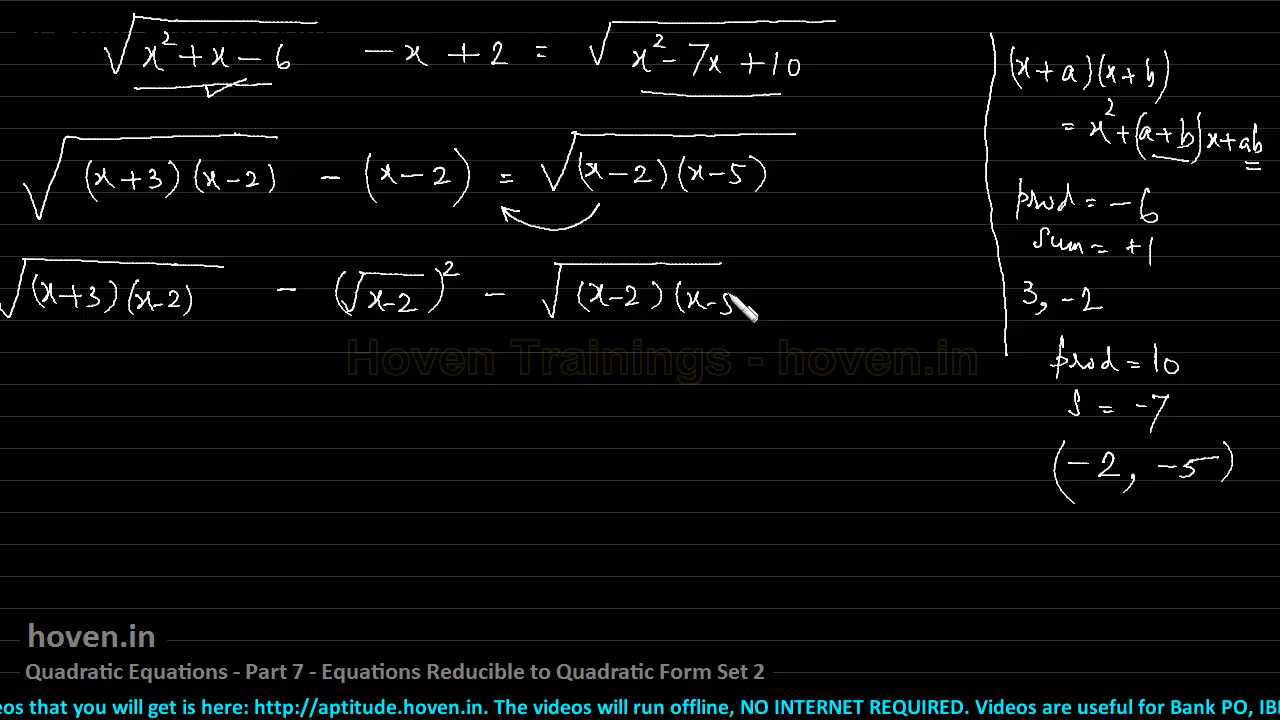 √(x² + x − 6) − x + 2 = √(x² − 7x + 10)
√((x+3)(x−2)) − (x−2) = √((x−2)(x−5))
√((x+3)(x−2)) − (√(x−2))² − √((x−2)(x−5
(x+a)(x+b)
= x² + (a+b)x + ab
prod = −6
sum = +1
3, −2
prod = 10
S = −7
(−2, −5)
Hoven Trainings - hoven.in
hoven.in
Quadratic Equations - Part 7 - Equations Reducible to Quadratic Form Set 2
eos that you will get is here: http://aptitude.hoven.in. The videos will run offline, NO INTERNET REQUIRED. Videos are useful for Bank PO, IB